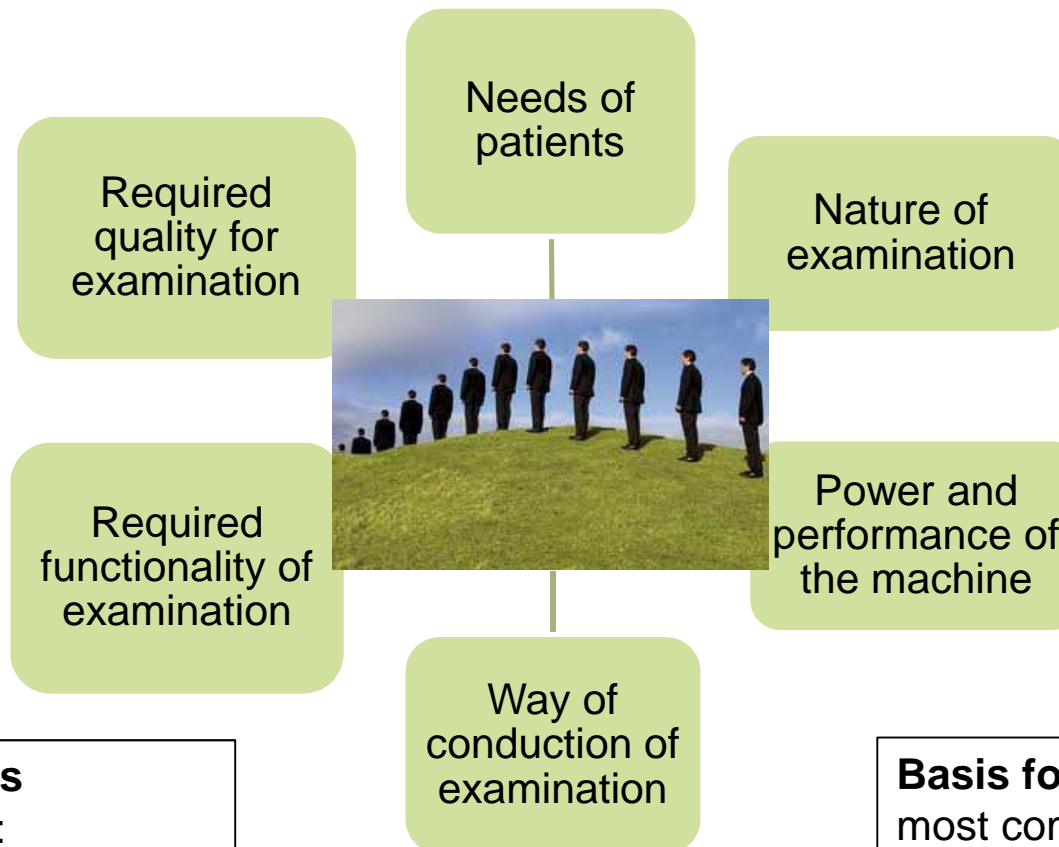 Needs of
patients
Required
quality for
examination
Nature of
examination
Required
functionality of
examination
Power and
performance of
the machine
Way of
conduction of
examination
Basis fo
most cor